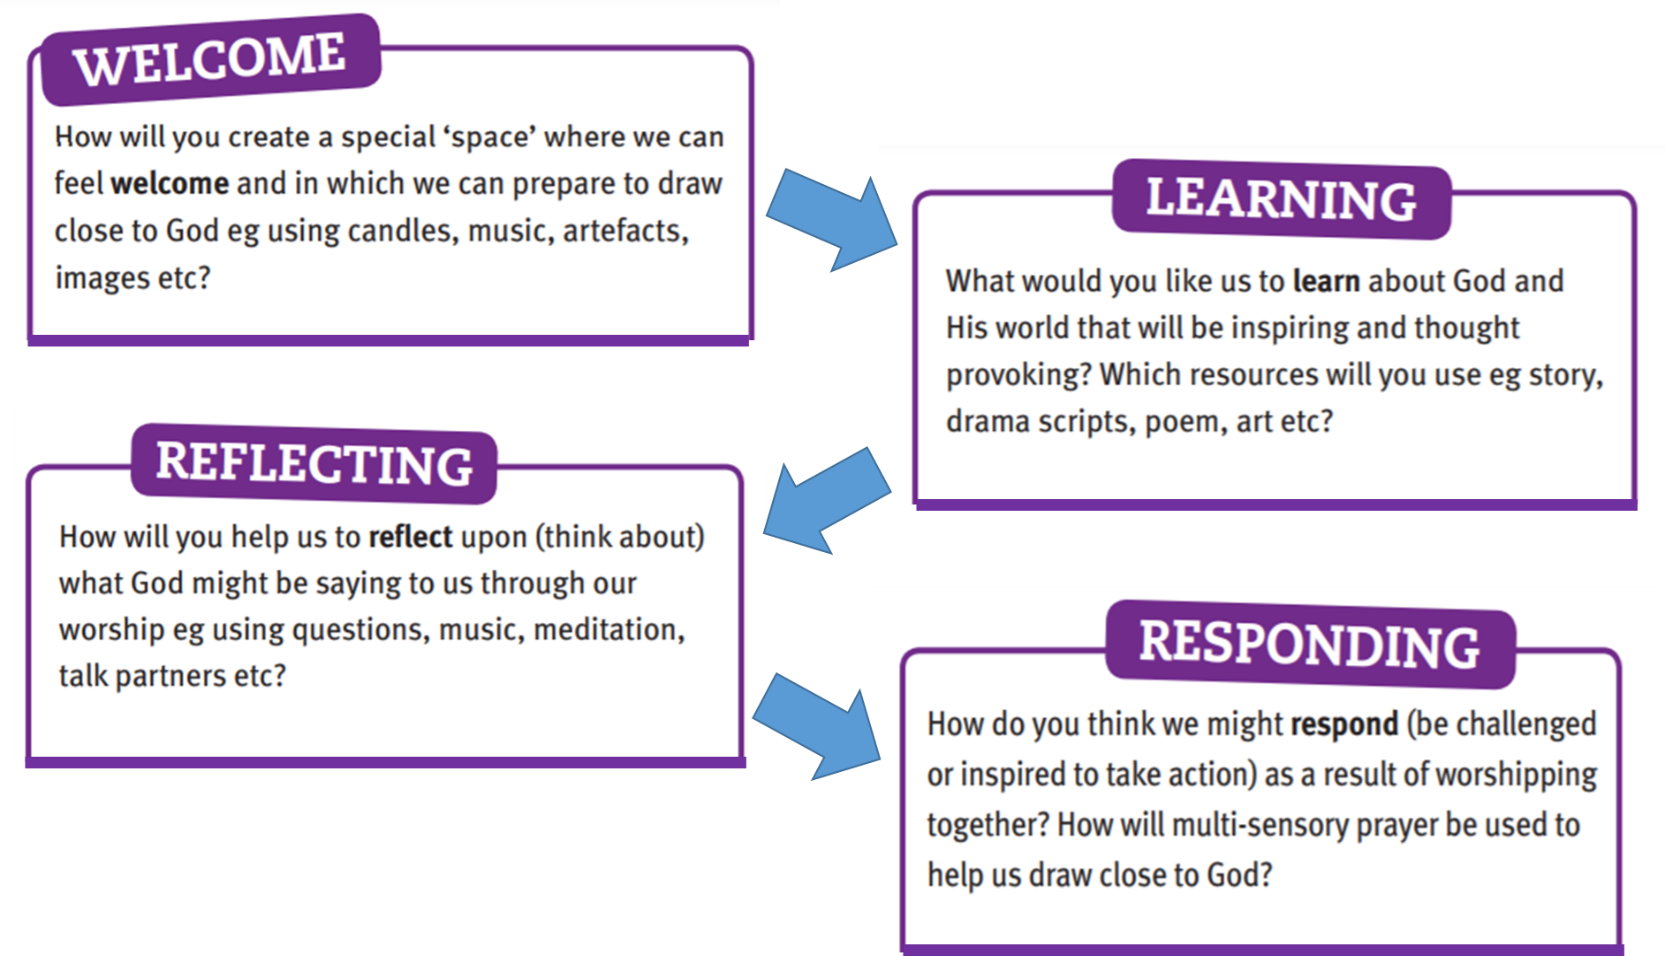 WELCOME
How will you create a special ‘space’ where we can
feel welcome and in which we can prepare to draw
close to God eg using candles, music, artefacts,
images etc?
LEARNING
What would you like us to learn about God and
His world that will be inspiring and thought
provoking? Which resources will you use eg story,
drama scripts, poem, art etc?
REFLECTING
How will you help us to reflect upon (think about)
what God might be saying to us through our
worship eg using questions, music, meditation,
talk partners etc?
RESPONDING
How do you think we might respond (be challenged
or inspired to take action) as a result of worshipping
together? How will multi-sensory prayer be used to
help us draw close to God?